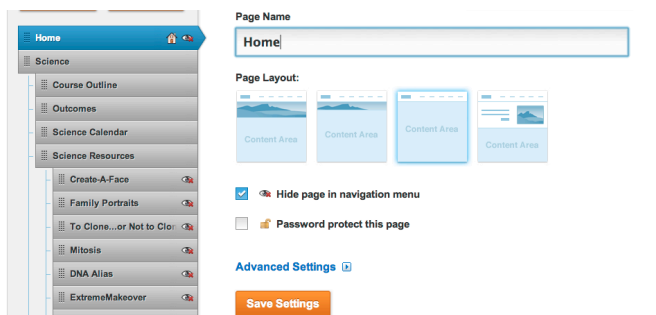 Page Name
Home
Home
Science
Page Layout:
Course Outline
Outcomes
Content Area
Content Area
Content Area
Content Area
Science Calendar
Science Resources
Create-A-Face
Hide page in navigation menu
Family Portraits
To Clone...or Not to Clor
Password protect this page
Mitosis
DNA Alias
Advanced Settings
ExtremeMakeover
Save Settings